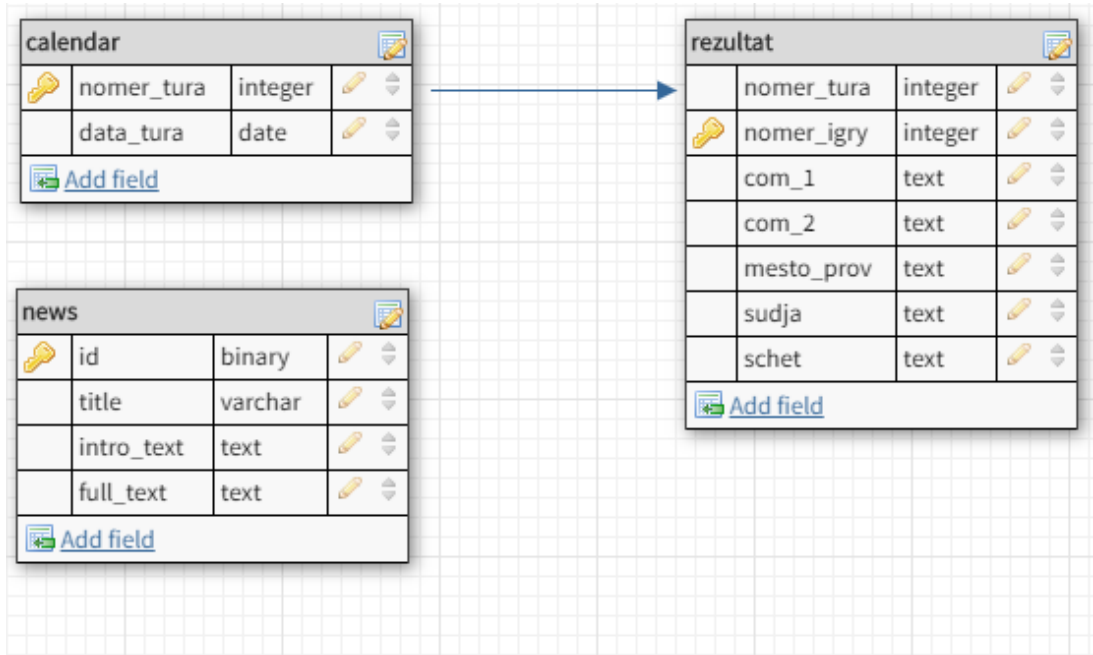 calendar
nomer_tura integer
data_tura date
Add field
rezultat
nomer_tura integer
nomer_igry integer
com_1 text
com_2 text
mesto_prov text
sudja text
schet text
Add field
news
id binary
title varchar
intro_text text
full_text text
Add field